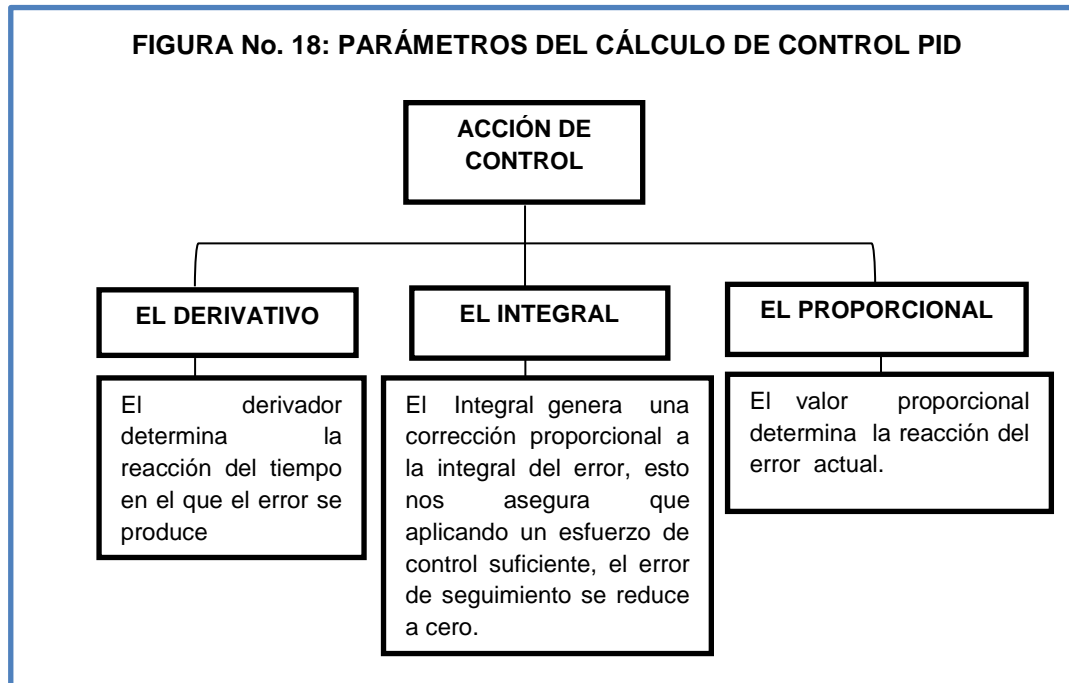 FIGURA No. 18: PARÁMETROS DEL CÁLCULO DE CONTROL PID
ACCIÓN DE
CONTROL
EL DERIVATIVO
El derivador
determina la
reacción del tiempo
en el que el error se
produce
EL INTEGRAL
El Integral genera una
corrección proporcional a
la integral del error, esto
nos asegura que
aplicando un esfuerzo de
control suficiente, el error
de seguimiento se reduce
a cero.
EL PROPORCIONAL
El valor proporcional
determina la reacción del
error actual.